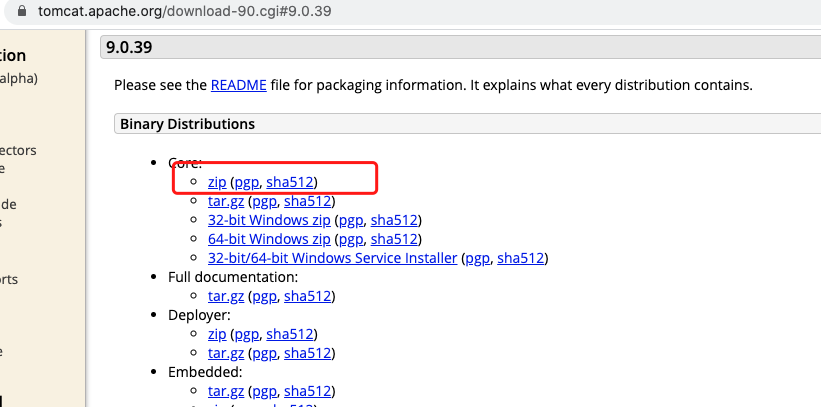 tomcat.apache.org/download-90.cgi#9.0.39
9.0.39
tion
alpha)
ectors
e
de
s
orts
e
Please see the README file for packaging information. It explains what every distribution contains.
Binary Distributions
Core:
zip (pgp, sha512)
tar.gz (pgp, sha512)
32-bit Windows zip (pgp, sha512)
64-bit Windows zip (pgp, sha512)
32-bit/64-bit Windows Service Installer (pgp, sha512)
Full documentation:
tar.gz (pgp, sha512)
Deployer:
zip (pgp, sha512)
tar.gz (pgp, sha512)
Embedded:
tar.gz (pgp, sha512)